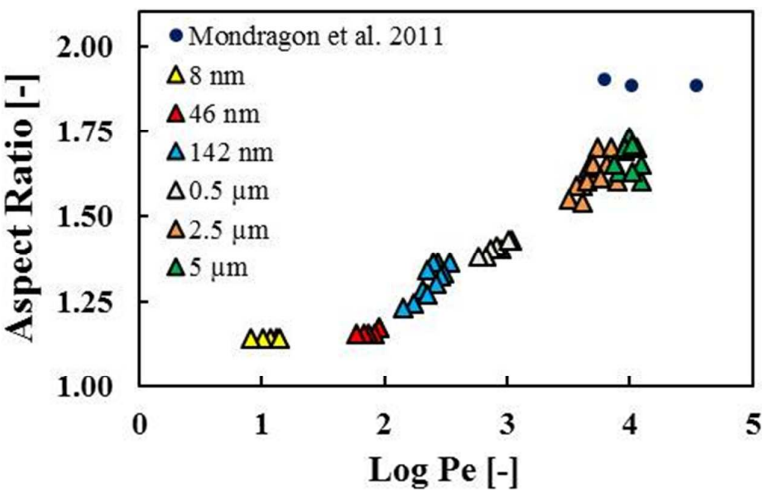 Aspect Ratio [-]
2.00
1.75
1.50
1.25
1.00
Mondragon et al. 2011
8 nm
46 nm
142 nm
0.5 µm
2.5 µm
5 µm
0 1 2 3 4 5
Log Pe [-]